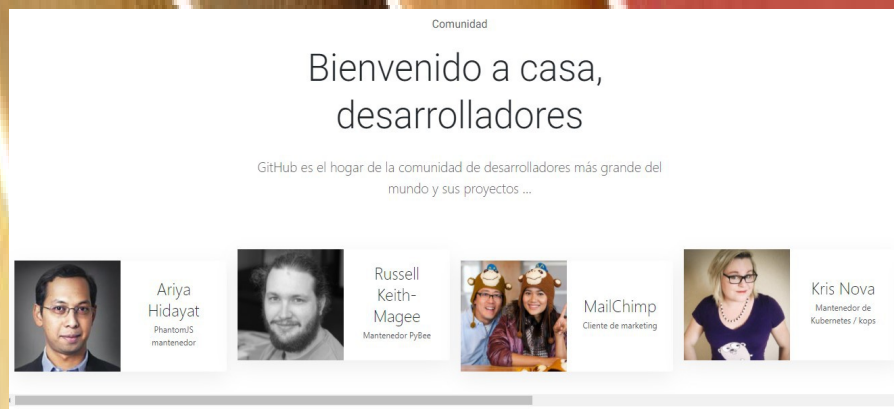 Comunidad
Bienvenido a casa,
desarrolladores
GitHub es el hogar de la comunidad de desarrolladores más grande del
mundo y sus proyectos ...
Ariya
Hidayat
PhantomJS
mantenedor
Russell
Keith-
Magee
Mantenedor PyBee
MailChimp
Cliente de marketing
Kris Nova
Mantenedor de
Kubernetes / kops